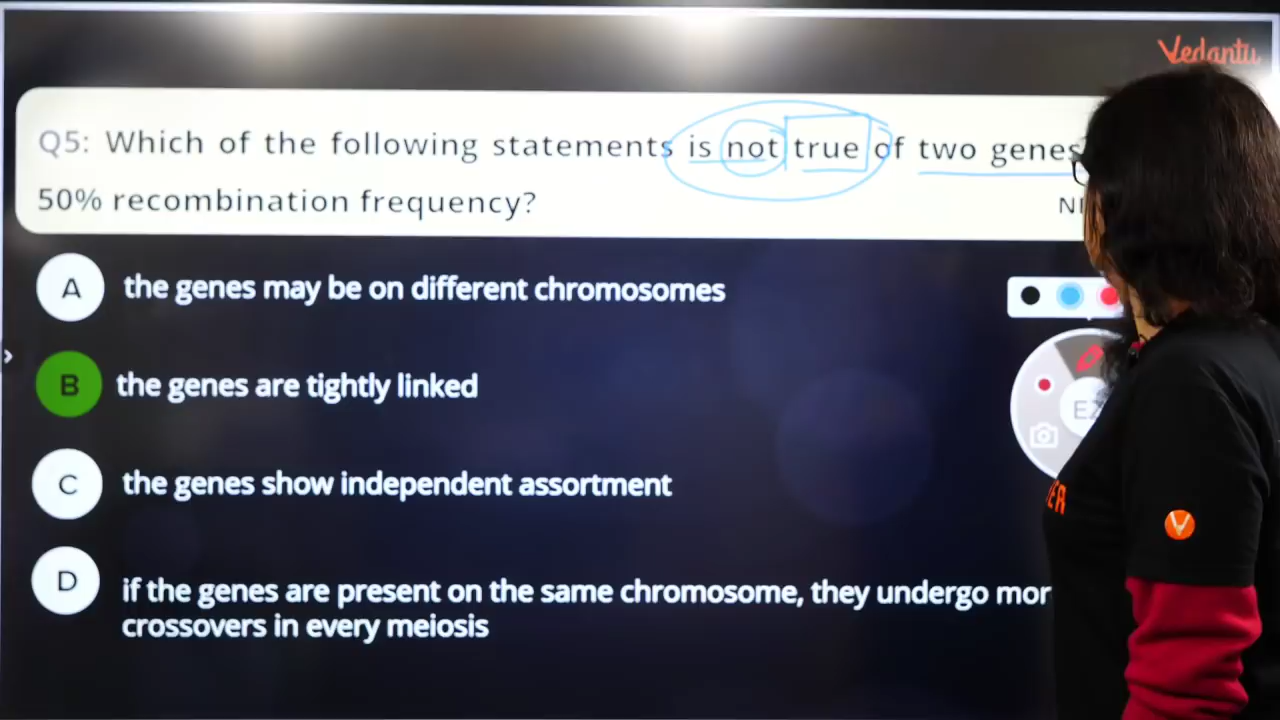 Vedantu
Q5: Which of the following statements is not true of two genes
50% recombination frequency?
A the genes may be on different chromosomes
B the genes are tightly linked
C the genes show independent assortment
D if the genes are present on the same chromosome, they undergo
crossovers in every meiosis